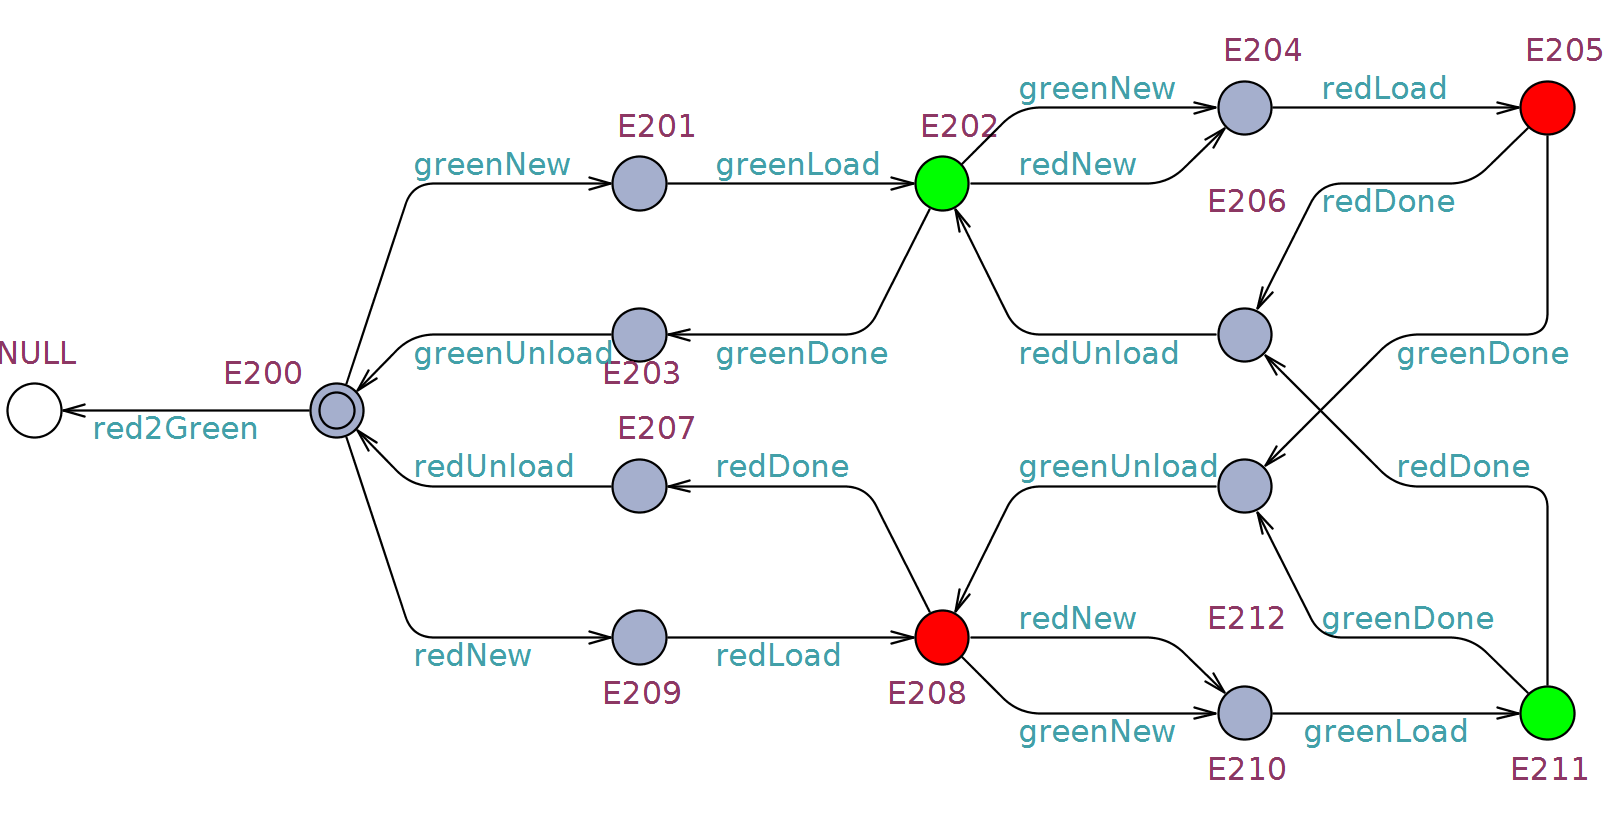 E204
E205
greenNew
redLoad
E201
E202
greenNew
greenLoad
redNew
E206
redDone
NULL
E200
greenUnload
E203
greenDone
redUnload
greenDone
red2Green
E207
redUnload
redDone
greenUnload
redDone
redNew
E212
greenDone
redNew
redLoad
E209
E208
greenNew
greenLoad
E210
E211